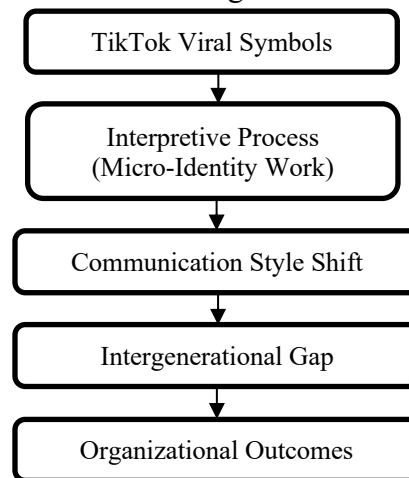 TikTok Viral Symbols
Interpretive Process
(Micro-Identity Work)
Communication Style Shift
Intergenerational Gap
Organizational Outcomes